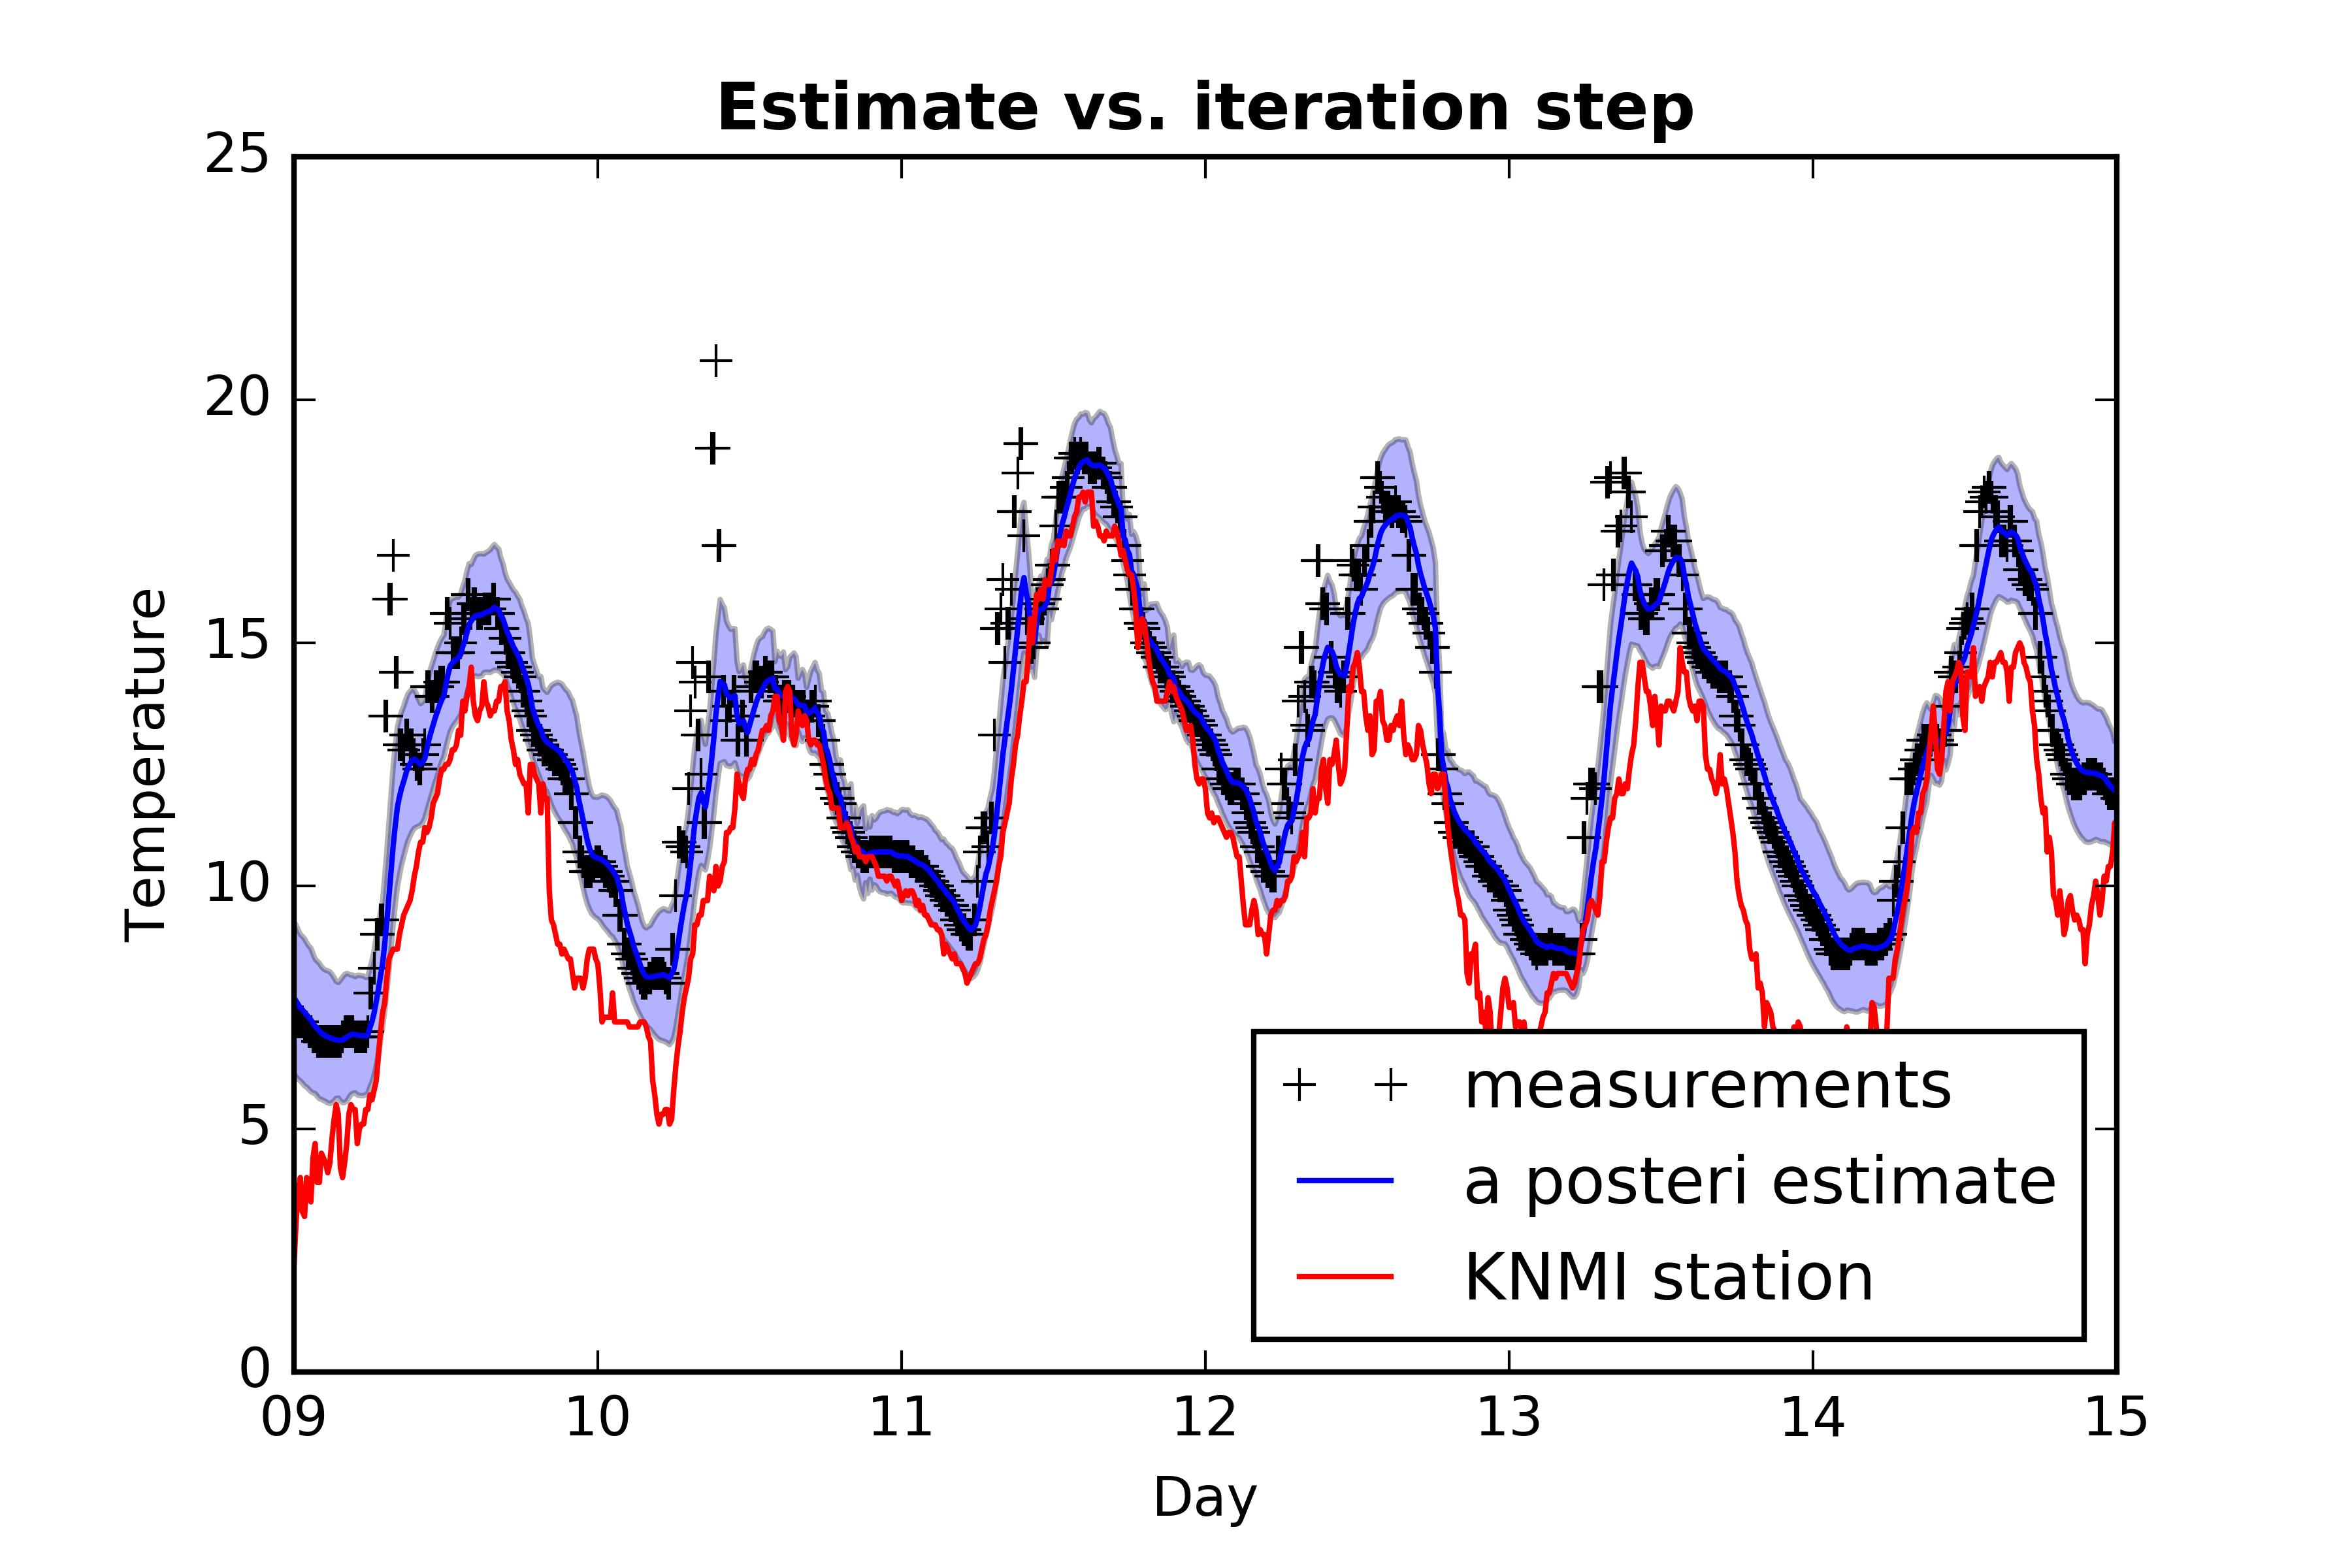 Estimate vs. iteration step
25
20
15
10
5
0
Temperature
09 10 11 12 13 14 15
Day
measurements
a posteri estimate
KNMI station